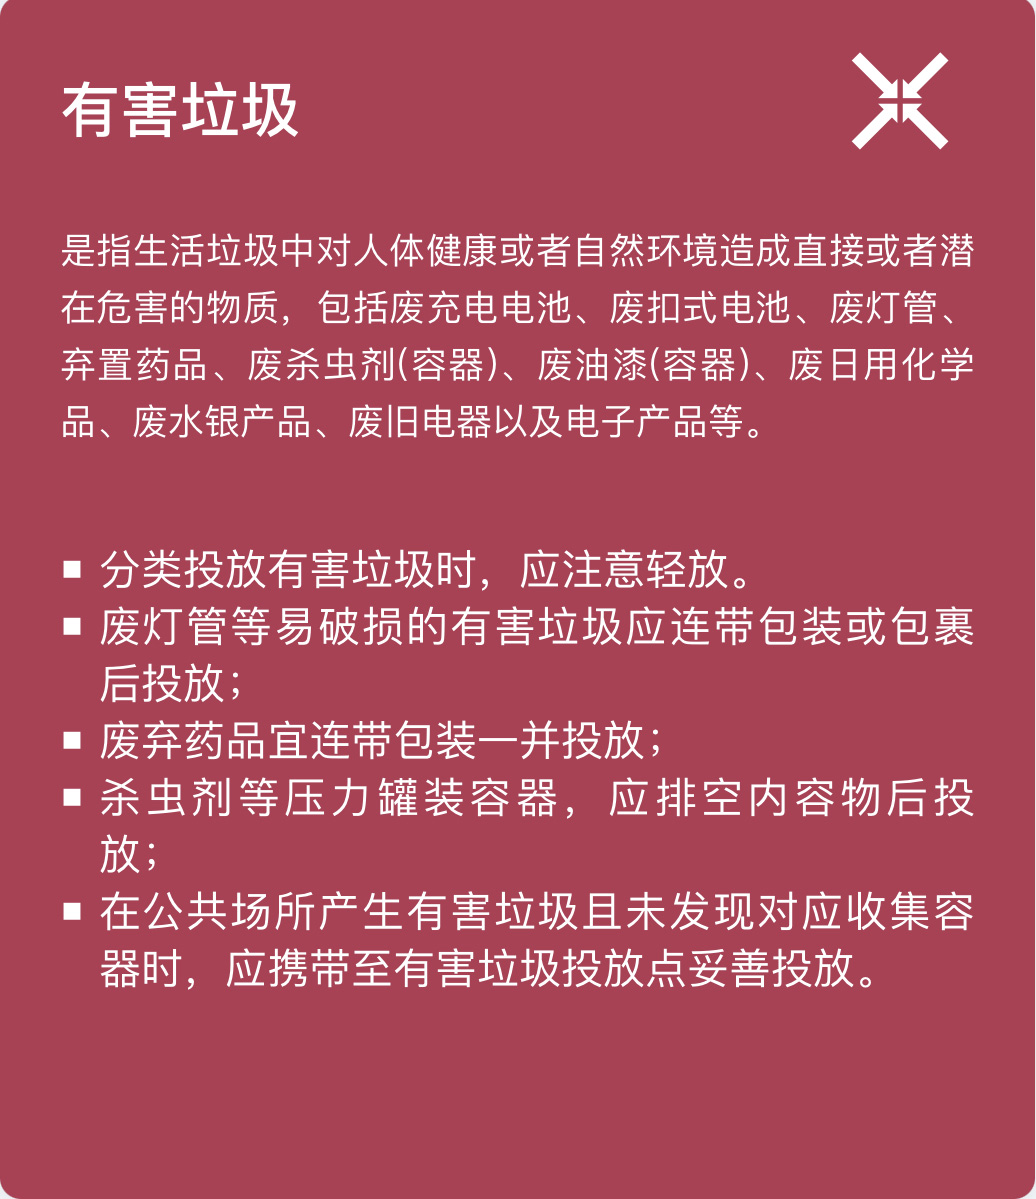 有害垃圾
是指生活垃圾中对人体健康或者自然环境造成直接或者潜
在危害的物质，包括废充电电池、废扣式电池、废灯管、
弃置药品、废杀虫剂(容器)、废油漆(容器)、废日用化学
品、废水银产品、废旧电器以及电子产品等。
▪ 分类投放有害垃圾时，应注意轻放。
▪ 废灯管等易破损的有害垃圾应连带包装或包裹
后投放；
▪ 废弃药品宜连带包装一并投放；
▪ 杀虫剂等压力罐装容器，应排空内容物后投
放；
▪ 在公共场所产生有害垃圾且未发现对应收集容
器时，应携带至有害垃圾投放点妥善投放。